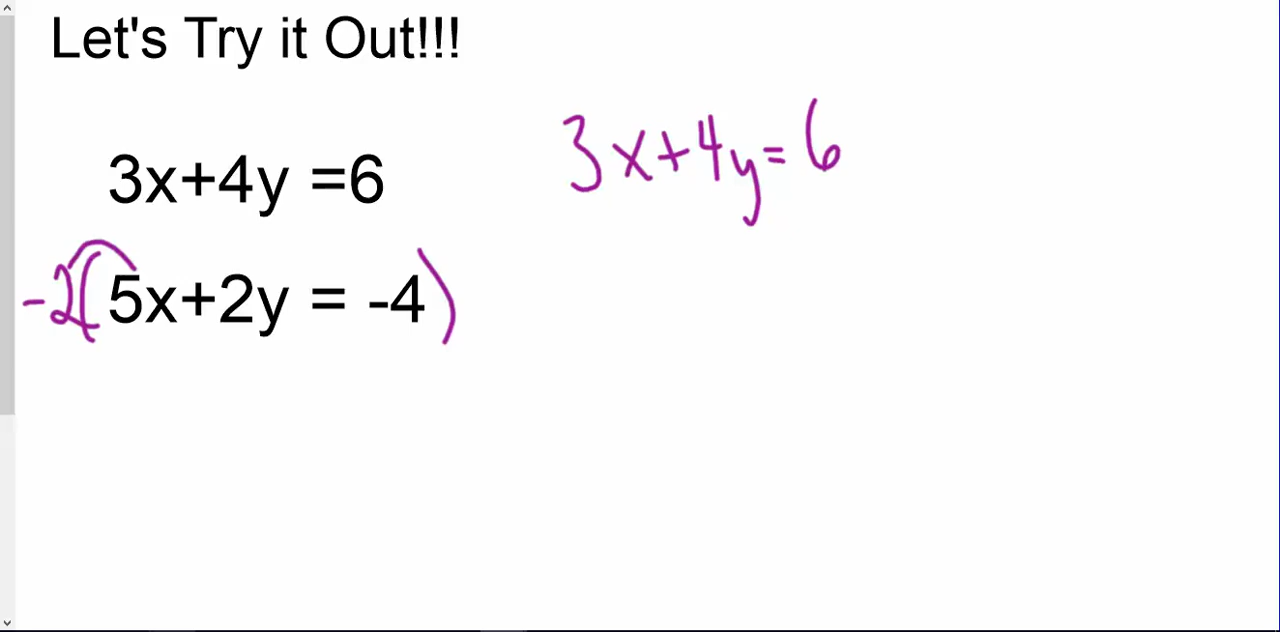 Let's Try it Out!!!
3x+4y =6
3x+4y=6
-2(5x+2y = -4)